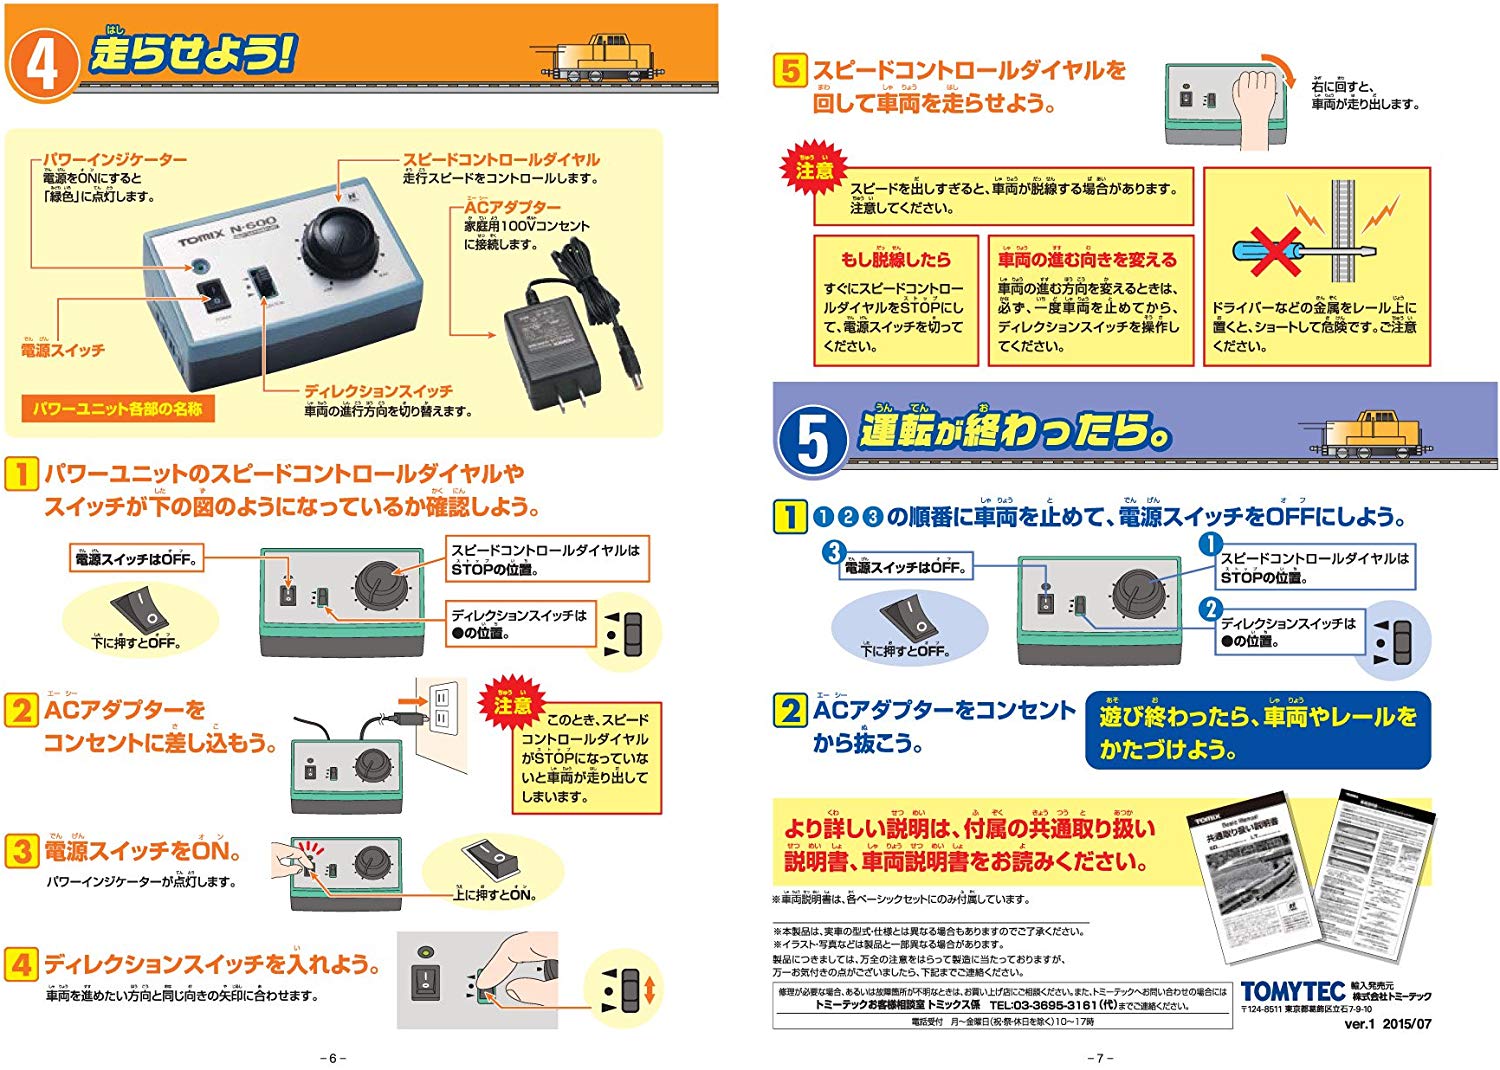 4 走らせよう!
パワーインジケーター
電源をONにすると
「緑色」に点灯します。
スピードコントロールダイヤル
走行スピードをコントロールします。
ACアダプター
家庭用100Vコンセント
に接続します。
TOMIX N-600
電源スイッチ
ディレクションスイッチ
車両の進行方向を切り替えます。
パワーユニット各部の名称
1 パワーユニットのスピードコントロールダイヤルや
スイッチが下の図のようになっているか確認しよう。
電源スイッチはOFF。
スピードコントロールダイヤルは
STOPの位置。
ディレクションスイッチは
●の位置。
下に押すとOFF。
2 ACアダプターを
コンセントに差し込もう。
注意
このとき、スピード
コントロールダイヤル
がSTOPになっていな
いと車両が走り出して
しまいます。
3 電源スイッチをON。
パワーインジケーターが点灯します。
上に押すとON。
4 ディレクションスイッチを入れよう。
車両を進めたい方向と同じ向きの矢印に合わせます。
−6−
5 スピードコントロールダイヤルを
回して車両を走らせよう。
右に回すと、
車両が走り出します。
注意
スピードを出しすぎると、車両が脱線する場合があります。
注意してください。
もし脱線したら
すぐにスピードコントロー
ルダイヤルをSTOPにし
て、電源スイッチを切って
ください。
車両の進む向きを変える
車両の進む方向を変えるときは、
必ず、一度車両を止めてから、
ディレクションスイッチを操作し
てください。
ドライバーなどの金属をレール上に
置くと、ショートして危険です。ご注意
ください。
5 運転が終わったら。
1 ❶❷❸の順番に車両を止めて、電源スイッチをOFFにしよう。
3 電源スイッチはOFF。
1 スピードコントロールダイヤルは
STOPの位置。
2 ディレクションスイッチは
●の位置。
下に押すとOFF。
2 ACアダプターをコンセント
から抜こう。
遊び終わったら、車両やレールを
かたづけよう。
より詳しい説明は、付属の共通取り扱い
説明書、車両説明書をお読みください。
※車両説明書は、各ベーシックセットにのみ付属しています。
TOMIX
Basic Manual
共通取り扱い説明書
※本製品は、実車の型式・仕様とは異なる場合もありますのでご了承ください。
※イラスト・写真などは製品と一部異なる場合があります。
製品につきましては、万全の注意をはらって製造に当たっておりますが、
万一お気付きの点がございましたら、下記までご連絡ください。
修理が必要な場合、あるいは故障箇所が不明なときは、お買い上げ店にご相談ください。また、トミーテックへお問い合わせの場合には
トミーテックお客様相談室 トミックス係 TEL:03-3695-3161(代)までご連絡ください。
電話受付 月〜金曜日(祝・祭・休日を除く)10〜17時
TOMYTEC 輸入発売元
株式会社トミーテック
〒124-8511 東京都葛飾区立石7-9-10
ver.1 2015/07
−7−